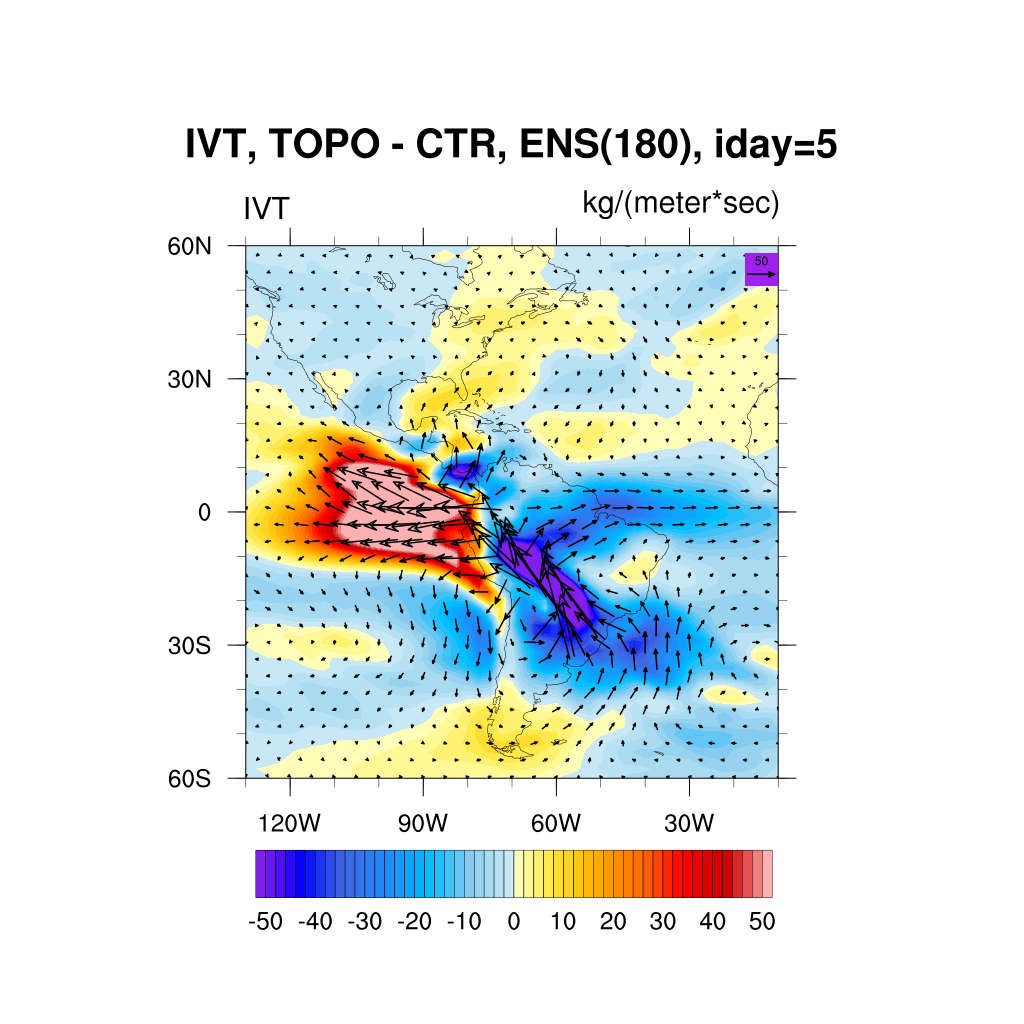 IVT, TOPO - CTR, ENS(180), iday=5
IVT kg/(meter*sec)
60N
50
30N
0
30S
60S
120W 90W 60W 30W
-50 -40 -30 -20 -10 0 10 20 30 40 50